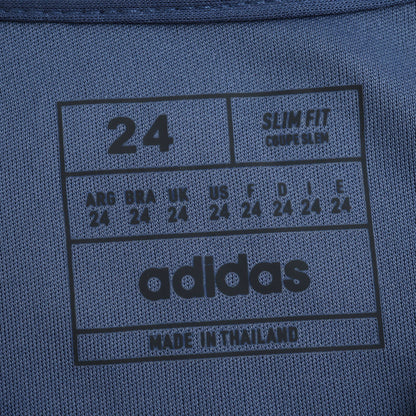 24
SLIM FIT
COUPE SLIM
ARG BRA UK US F D I E
24 24 24 24 24 24 24 24
adidas
MADE IN THAILAND